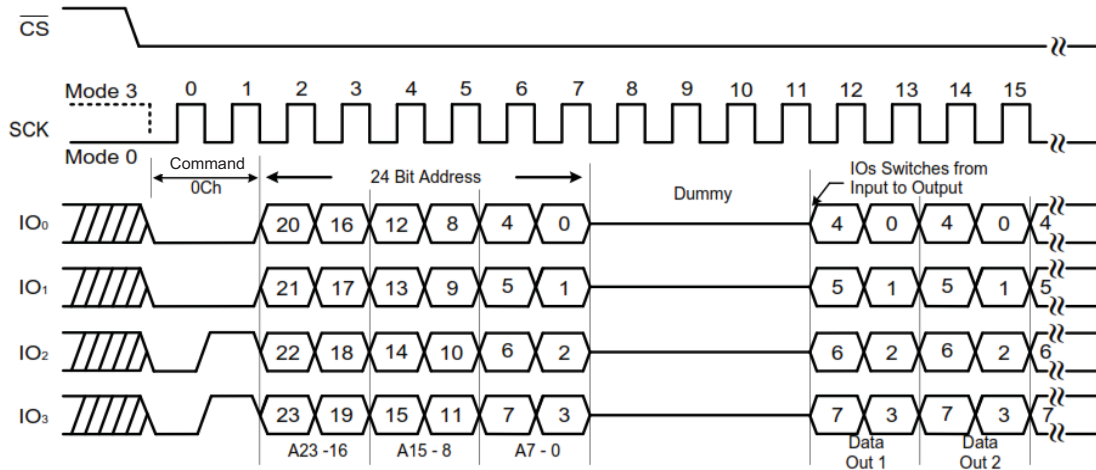 CS
Mode 3 0 1 2 3 4 5 6 7 8 9 10 11 12 13 14 15
SCK
Mode 0
Command
0Ch
24 Bit Address
Dummy
IOs Switches from
Input to Output
IO0 20 16 12 8 4 0 4 0 4 0 4
IO1 21 17 13 9 5 1 5 1 5 1 5
IO2 22 18 14 10 6 2 6 2 6 2 6
IO3 23 19 15 11 7 3 7 3 7 3 7
A23 -16 A15 - 8 A7 - 0
Data
Out 1
Data
Out 2